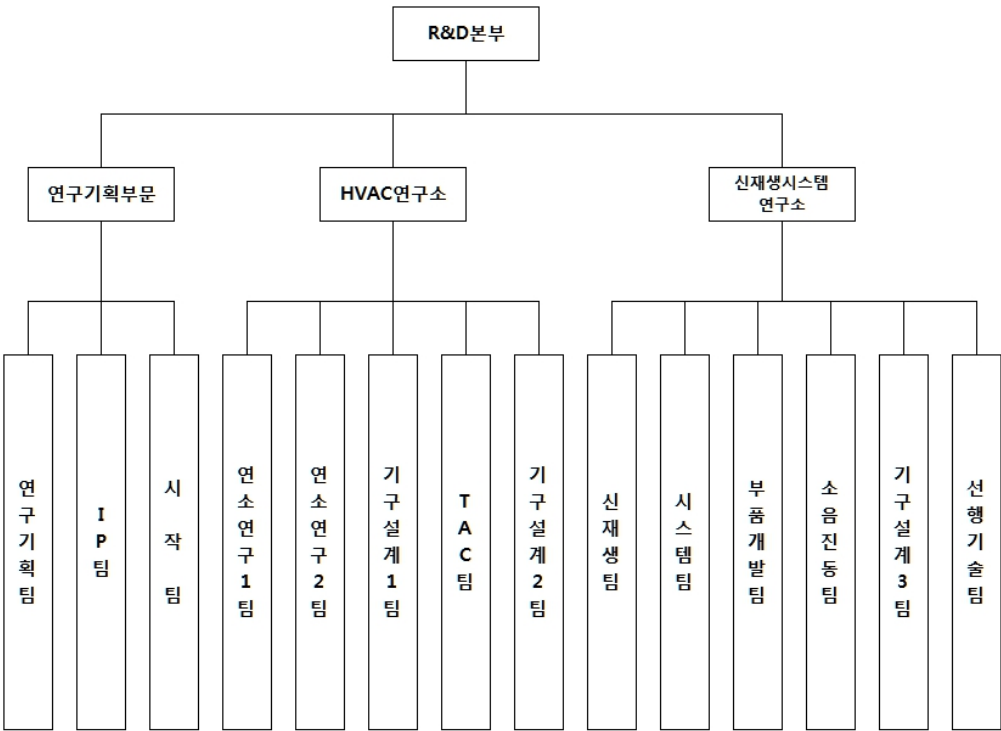 R&D본부
연구기획부문
HVAC연구소
신재생시스템
연구소
연구기획팀
IP팀
시작팀
연소연구1팀
연소연구2팀
기구설계1팀
TAC팀
기구설계2팀
신재생팀
시스템팀
부품개발팀
소음진동팀
기구설계3팀
선행기술팀